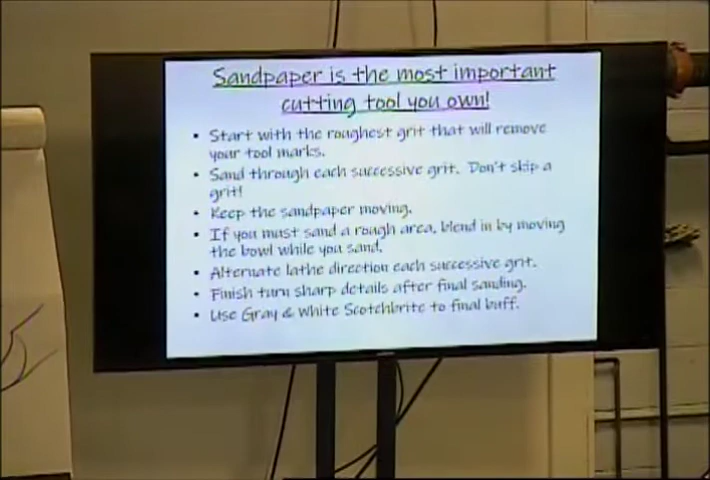 Sandpaper is the most important
cutting tool you own!
• Start with the roughest grit that will remove
your tool marks.
• Sand through each successive grit. Don't skip a
grit!
• Keep the sandpaper moving.
• If you must sand a rough area, blend in by moving
the bowl while you sand.
• Alternate lathe direction each successive grit.
• Finish turn sharp details after final sanding.
• Use Gray & White Scotchbrite to final buff.